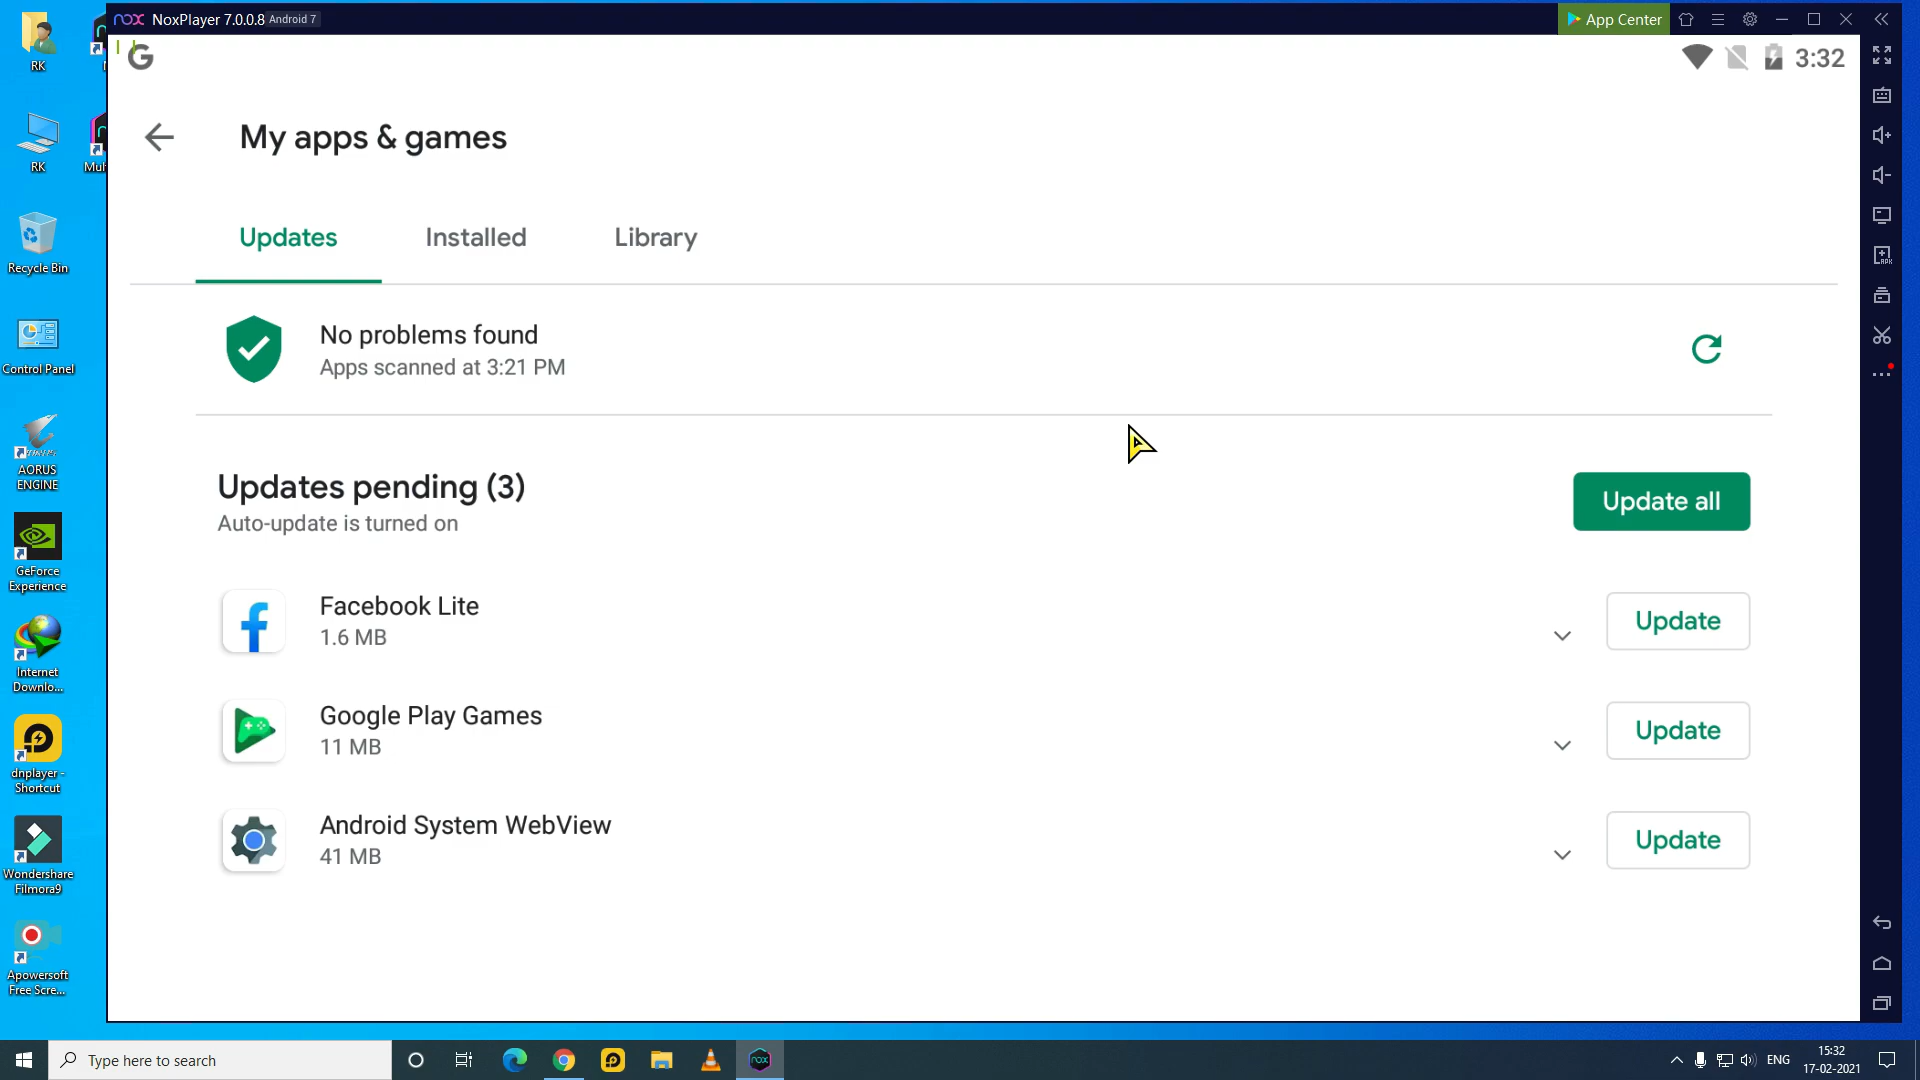 nox NoxPlayer 7.0.0.8 Android 7
App Center
3:32
My apps & games
Updates Installed Library
No problems found
Apps scanned at 3:21 PM
Updates pending (3)
Auto-update is turned on
Update all
Facebook Lite
1.6 MB
Update
Google Play Games
11 MB
Update
Android System WebView
41 MB
Update
RK
RK
Recycle Bin
Control Panel
AORUS
ENGINE
GeForce
Experience
Internet
Downlo...
dnplayer -
Shortcut
Wondershare
Filmora9
Apowersoft
Free Scre...
Type here to search
nox
ENG
15:32
17-02-2021